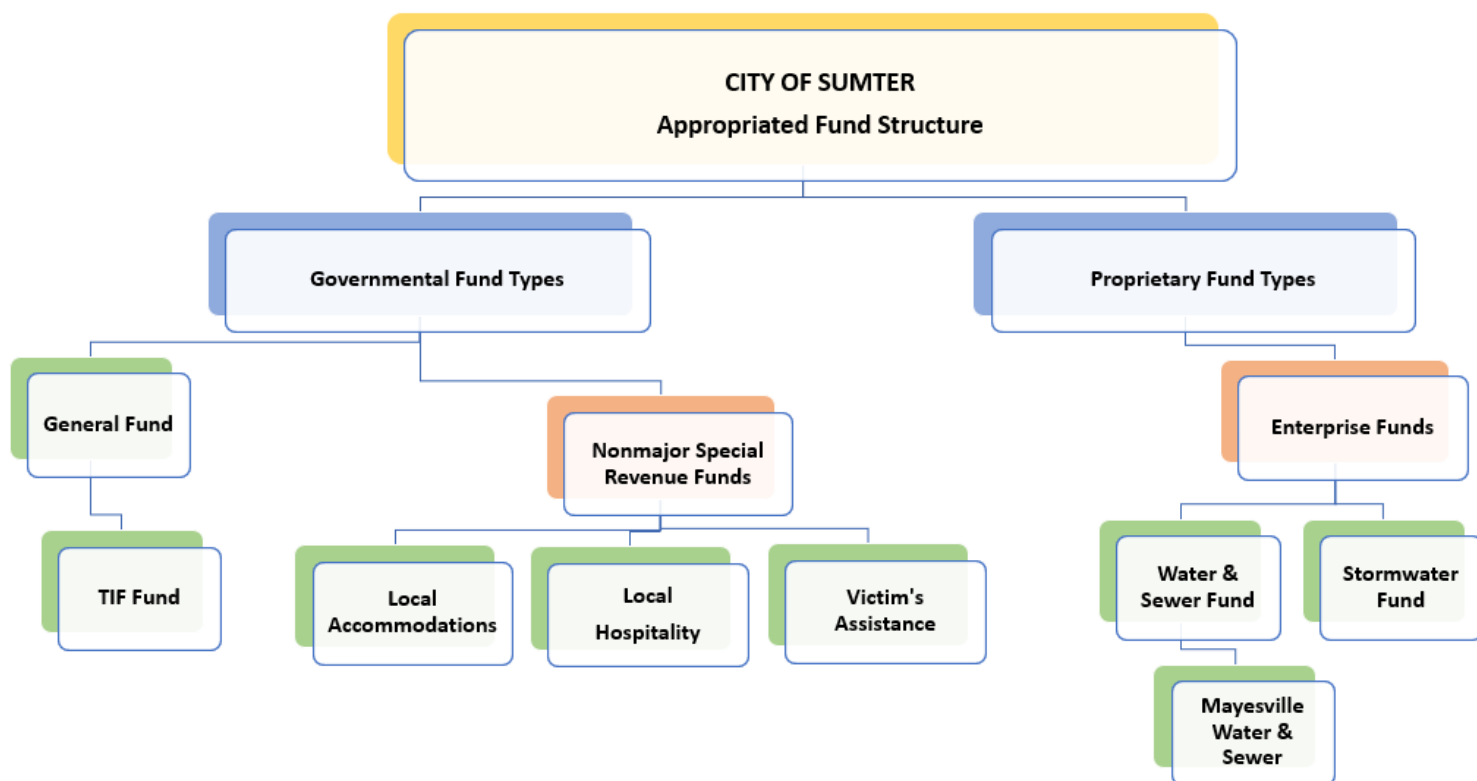 CITY OF SUMTER
Appropriated Fund Structure
Governmental Fund Types
Proprietary Fund Types
General Fund
Nonmajor Special
Revenue Funds
Enterprise Funds
TIF Fund
Local
Accommodations
Local
Hospitality
Victim's
Assistance
Water &
Sewer Fund
Stormwater
Fund
Mayesville
Water &
Sewer